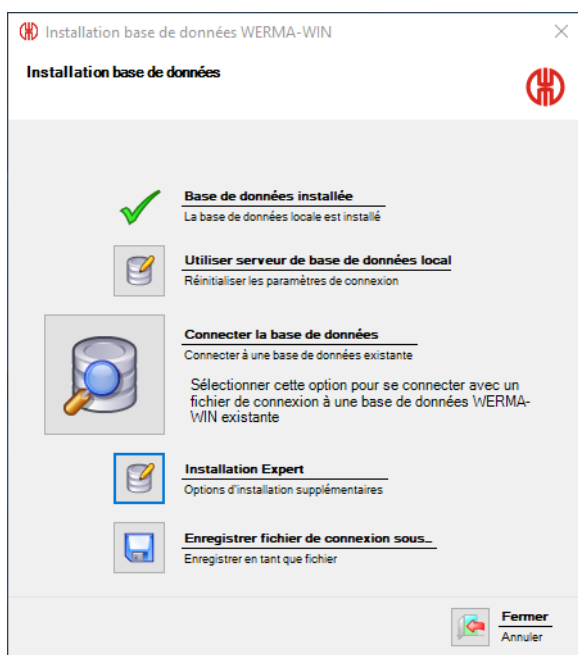 Installation base de données WERMA-WIN
Installation base de données
Base de données installée
La base de données locale est installé
Utiliser serveur de base de données local
Réinitialiser les paramètres de connexion
Connecter la base de données
Connecter à une base de données existante
Sélectionner cette option pour se connecter avec un
fichier de connexion à une base de données WERMA-
WIN existante
Installation Expert
Options d'installation supplémentaires
Enregistrer fichier de connexion sous...
Enregistrer en tant que fichier
Fermer
Annuler